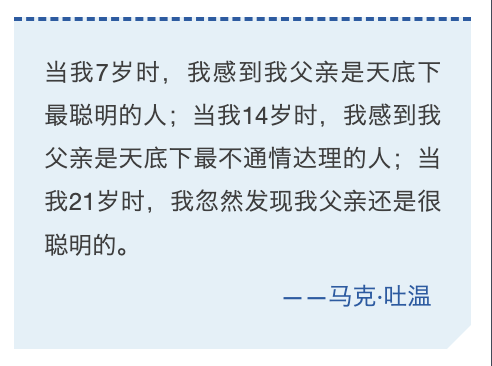 当我7岁时，我感到我父亲是天底下
最聪明的人；当我14岁时，我感到我
父亲是天底下最不通情达理的人；当
我21岁时，我忽然发现我父亲还是很
聪明的。
——马克·吐温